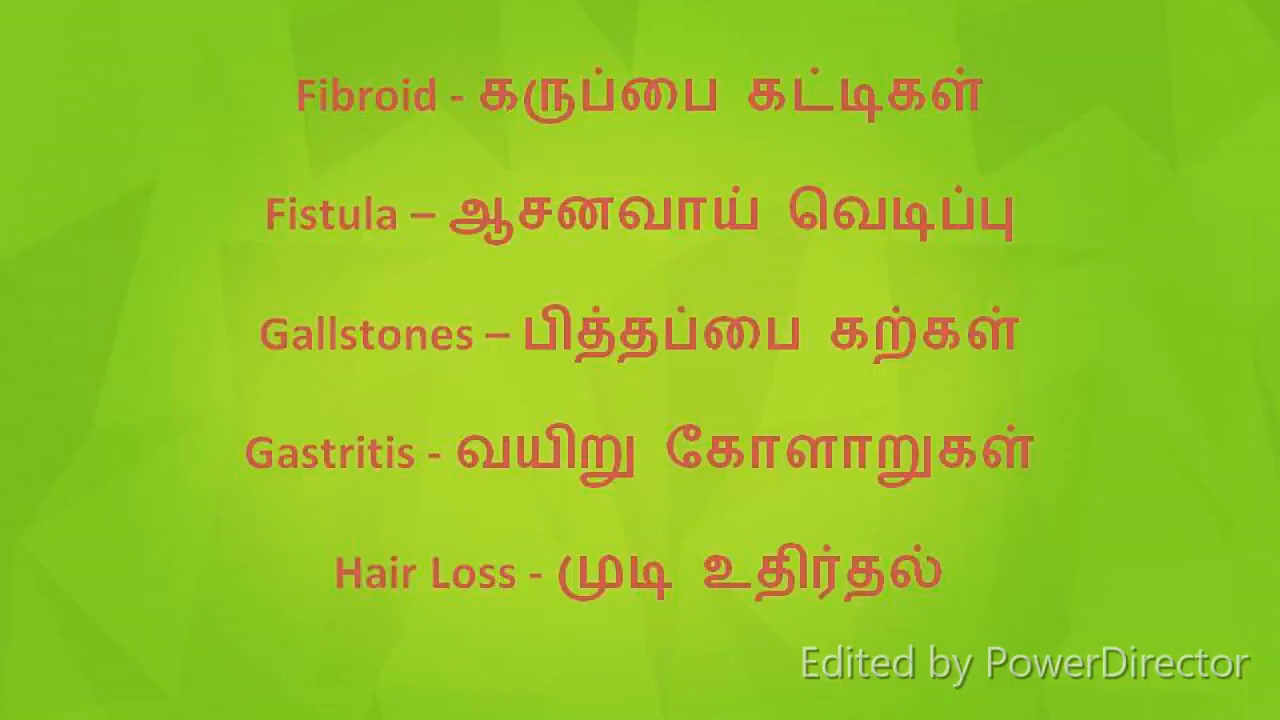 Fibroid - கருப்பை கட்டிகள்
Fistula – ஆசனவாய் வெடிப்பு
Gallstones – பித்தப்பை கற்கள்
Gastritis - வயிறு கோளாறுகள்
Hair Loss - முடி உதிர்தல்
Edited by PowerDirector